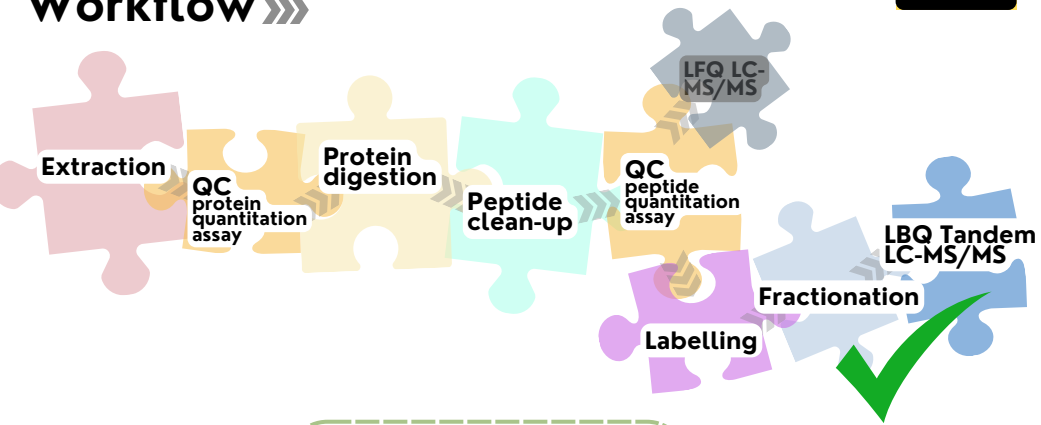 Workflow
LFQ LC-
MS/MS
Extraction
QC
protein
quantitation
assay
Protein
digestion
Peptide
clean-up
QC
peptide
quantitation
assay
Labelling
Fractionation
LBQ Tandem
LC-MS/MS